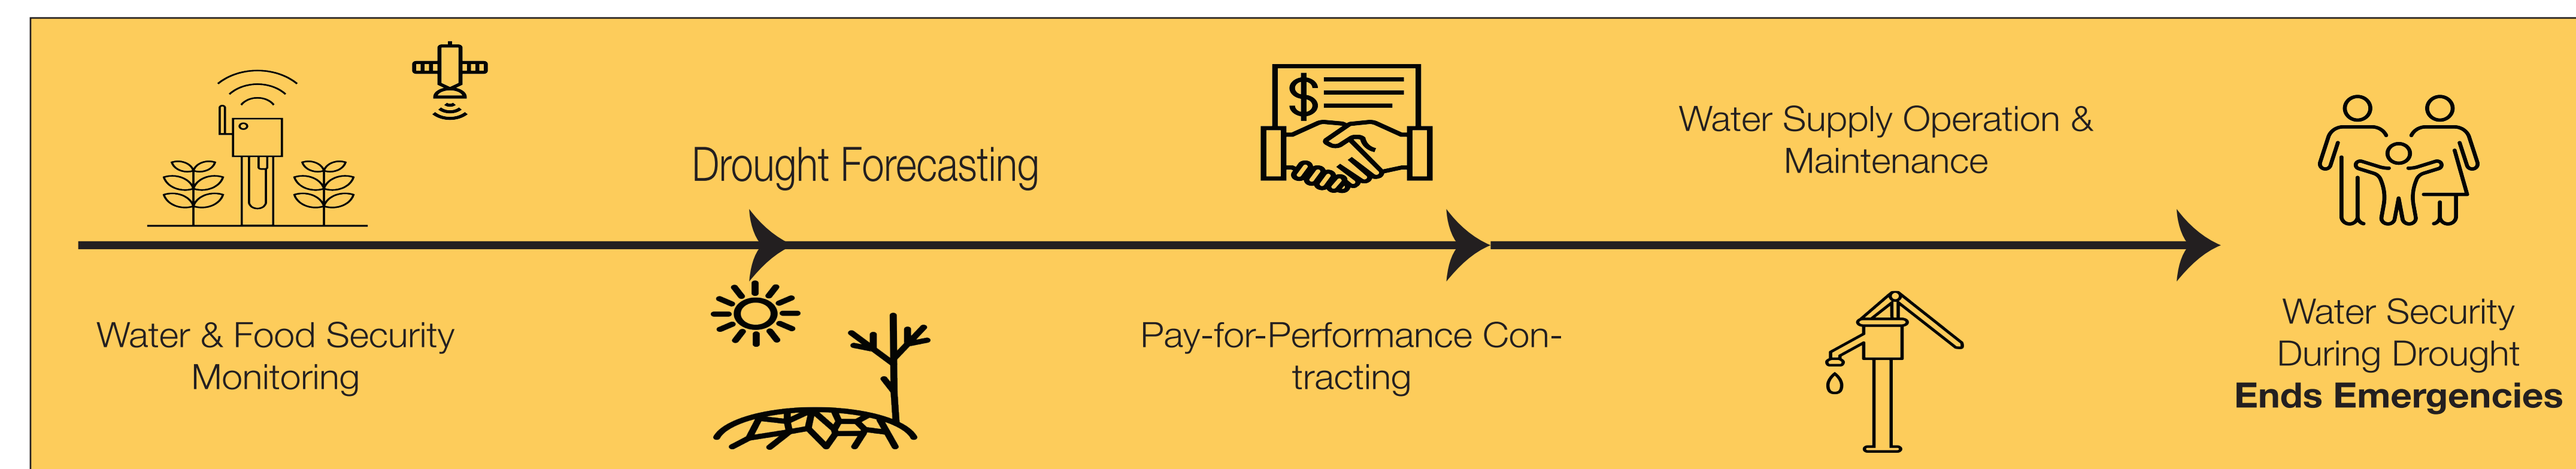 Water & Food Security
Monitoring
Drought Forecasting
$
Pay-for-Performance Con-
tracting
Water Supply Operation &
Maintenance
Water Security
During Drought
Ends Emergencies